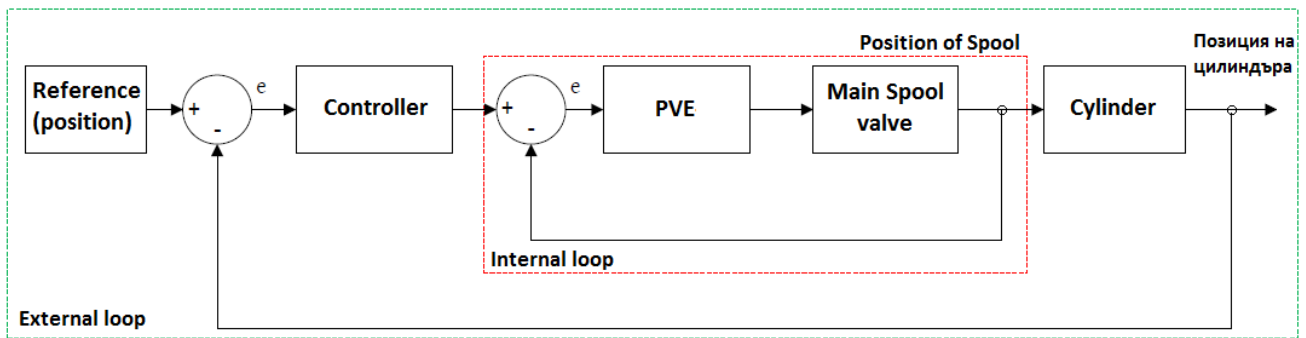 Position of Spool
Позиция на
цилиндъра
Reference
(position)
+
-
e
Controller
+
-
e
PVE
Main Spool
valve
Cylinder
Internal loop
External loop